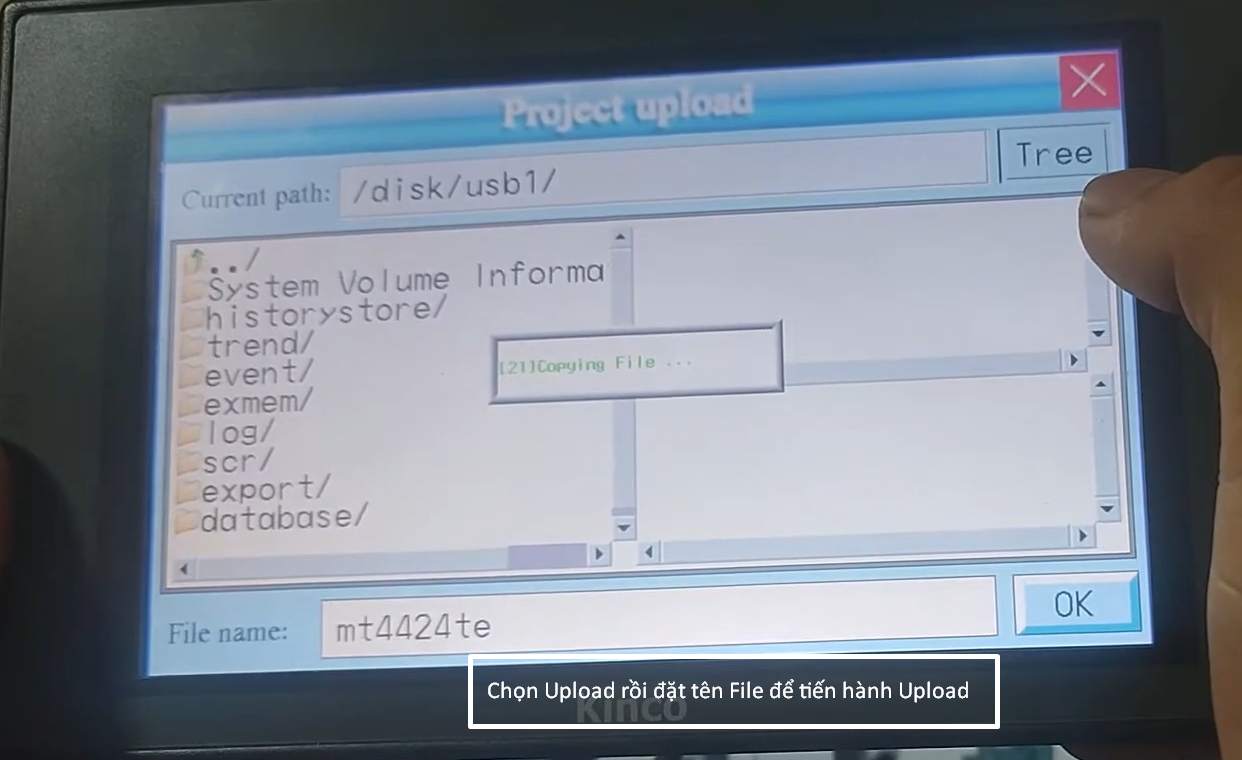 Project upload
Current path: /disk/usb1/
Tree
../
System Volume Informa
historystore/
trend/
event/
exmem/
log/
scr/
export/
database/
[21]Copying File ...
File name: mt4424te
OK
Chọn Upload rồi đặt tên File để tiến hành Upload
Kinco